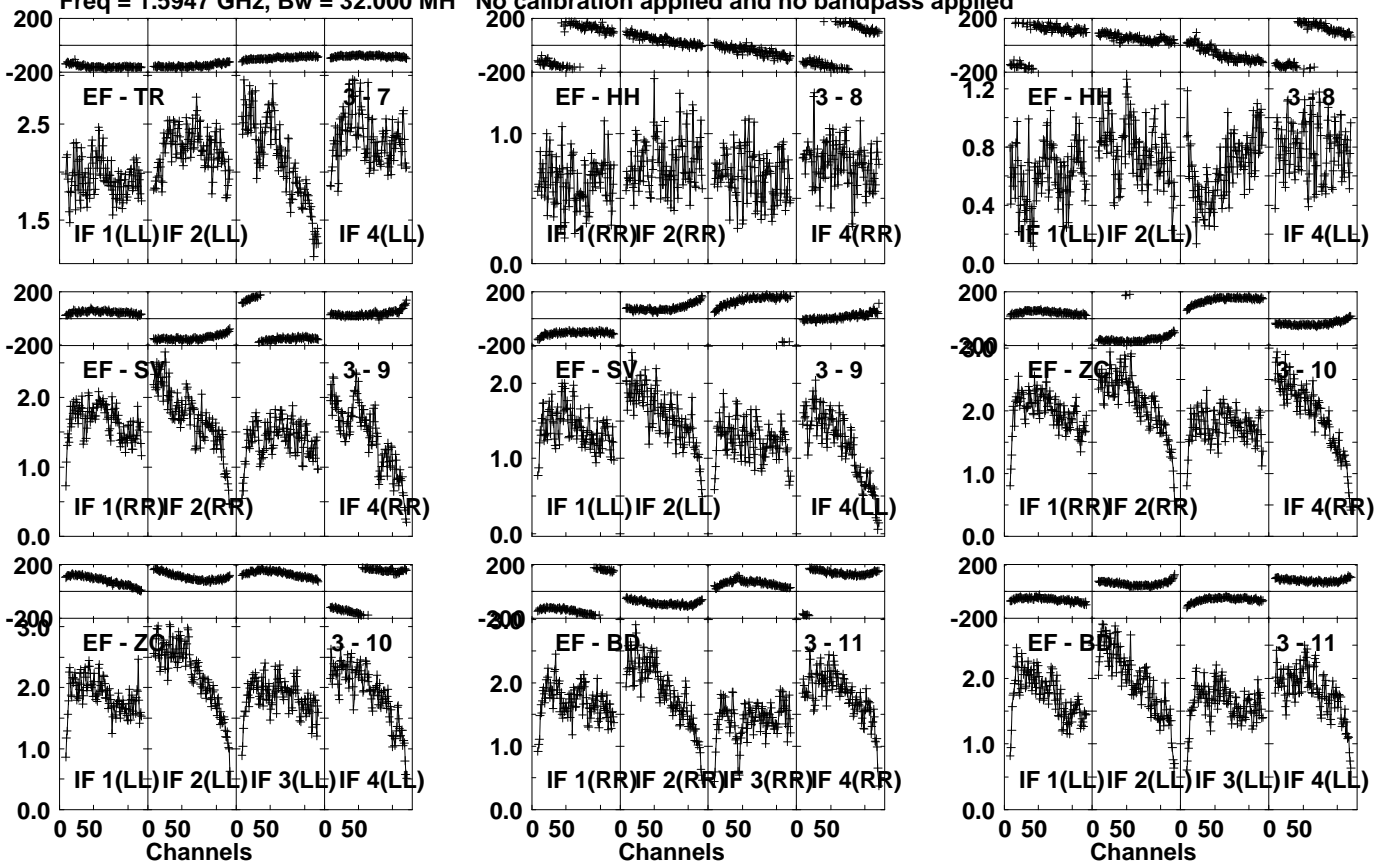 Freq = 1.5947 GHz, Bw = 32.000 MH No calibration applied and no bandpass applied
200 200 200
-200 -200 -200
EF - TR 3 - 7 EF - HH 3 - 8 EF - HH 3 - 8
2.5 1.0 1.2
0.8
1.5 0.4
IF 1(LL) IF 2(LL) IF 4(LL) IF 1(RR) IF 2(RR) IF 4(RR) IF 1(LL) IF 2(LL) IF 4(LL)
0.0 0.0
200 200 200
-200 -200 -200
3.0
EF - SV 3 - 9 EF - SV 3 - 9 EF - ZC 3 - 10
2.0 2.0 2.0
1.0 1.0 1.0
IF 1(RR) IF 2(RR) IF 4(RR) IF 1(LL) IF 2(LL) IF 4(LL) IF 1(RR) IF 2(RR) IF 4(RR)
0.0 0.0 0.0
200 200 200
-200 -200 -200
3.0 3.0
EF - ZC 3 - 10 EF - BD 3 - 11 EF - BD 3 - 11
2.0 2.0 2.0
1.0 1.0 1.0
IF 1(LL) IF 2(LL) IF 3(LL) IF 4(LL) IF 1(RR) IF 2(RR) IF 3(RR) IF 4(RR) IF 1(LL) IF 2(LL) IF 3(LL) IF 4(LL)
0.0 0.0 0.0
0 50 0 50 0 50 0 50 0 50 0 50 0 50 0 50 0 50 0 50 0 50 0 50
Channels Channels Channels